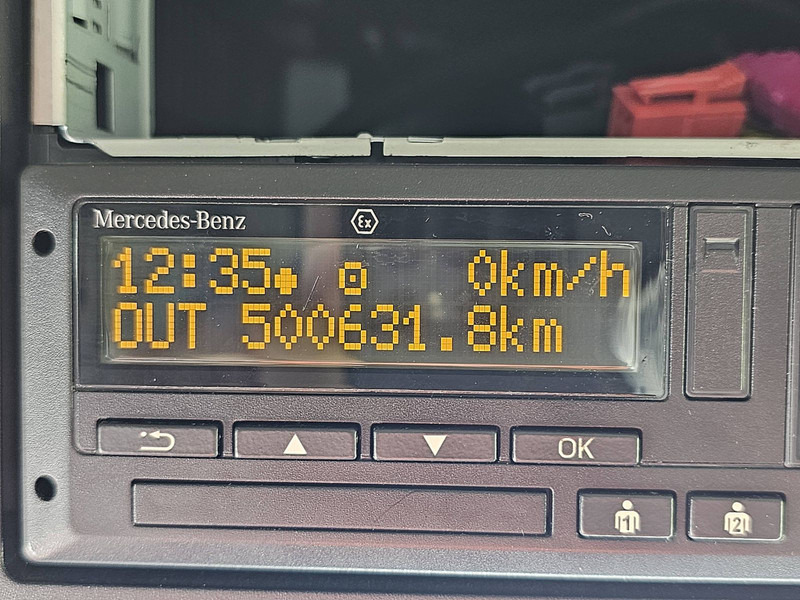 Mercedes-Benz Ex
12:35 0km/h
OUT 500631.8km
OK
1 2